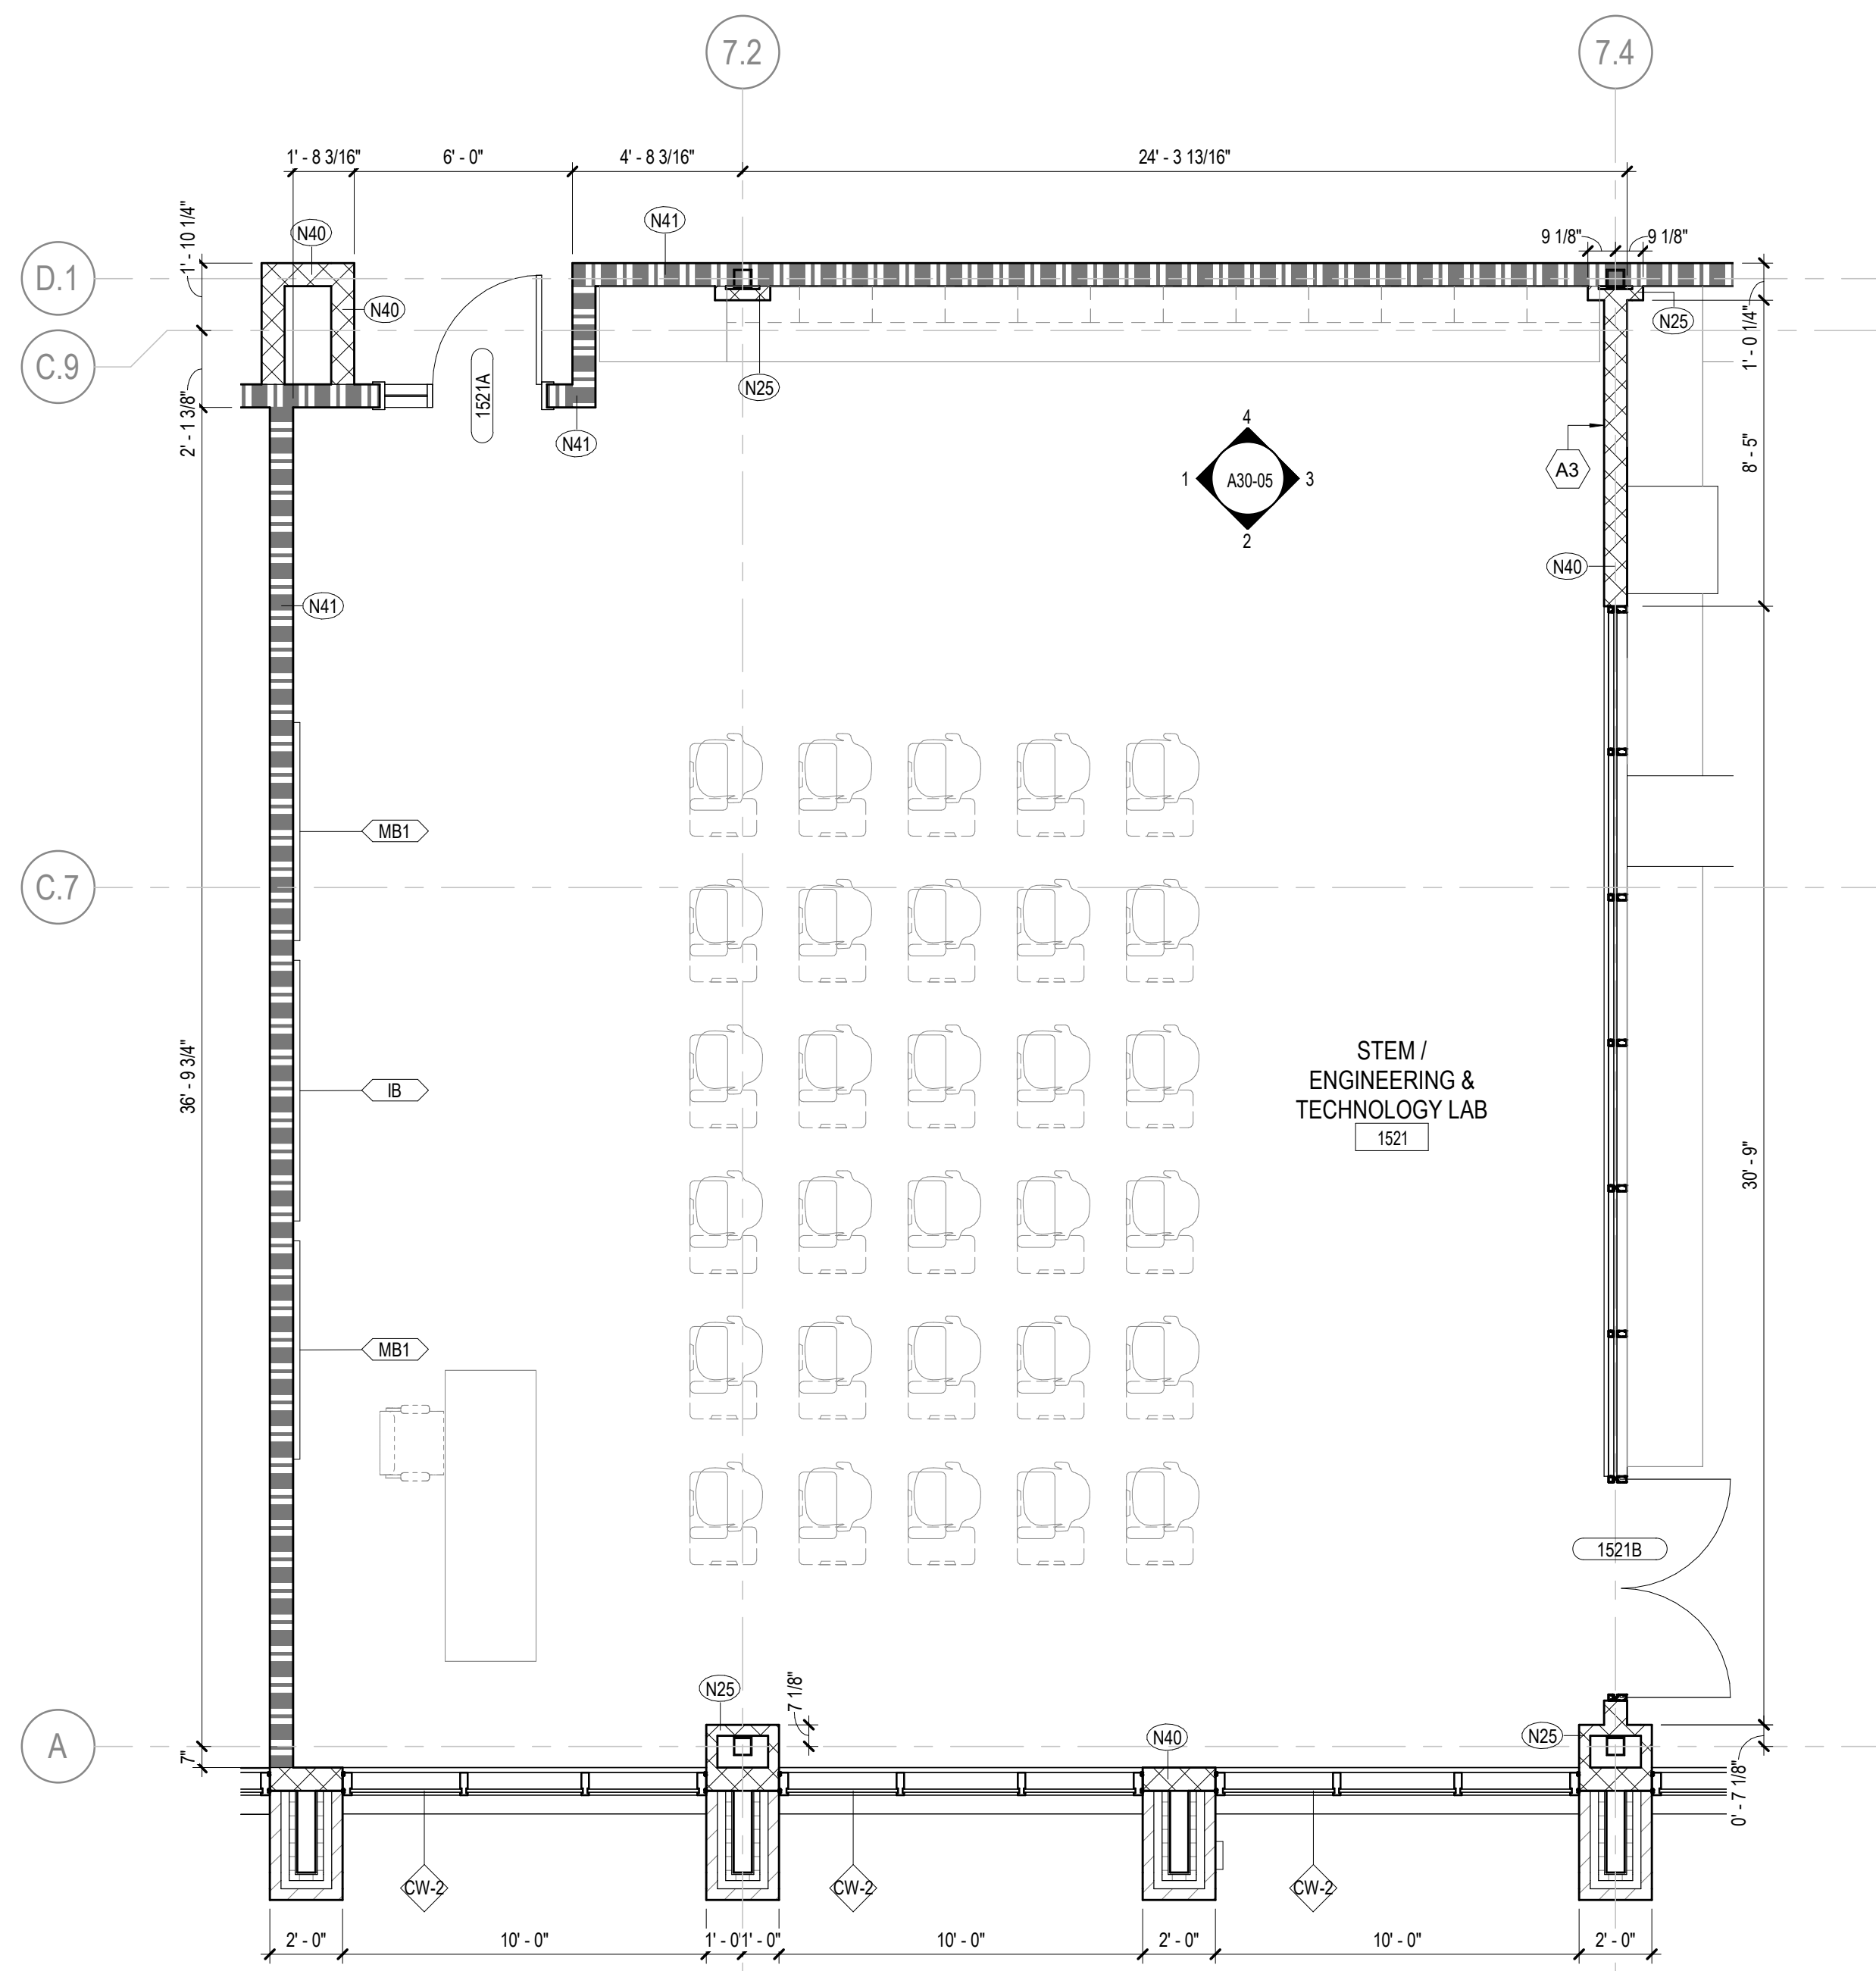 7.2
7.4
1' - 8 3/16"
6' - 0"
4' - 8 3/16"
24' - 3 13/16"
1' - 10 1/4"
N40
N41
9 1/8"
9 1/8"
D.1
N40
N25
1' - 0 1/4"
C.9
1521A
N25
2' - 1 3/8"
N41
4
1
A30-05
3
2
A3
8' - 5"
N40
N41
MB1
C.7
36' - 9 3/4"
IB
STEM /
ENGINEERING &
TECHNOLOGY LAB
1521
30' - 9"
MB1
1521B
N25
7 1/8"
A
7"
N40
N25
0' - 7 1/8"
CW-2
CW-2
CW-2
2' - 0"
10' - 0"
1' - 0"
1' - 0"
10' - 0"
2' - 0"
10' - 0"
2' - 0"